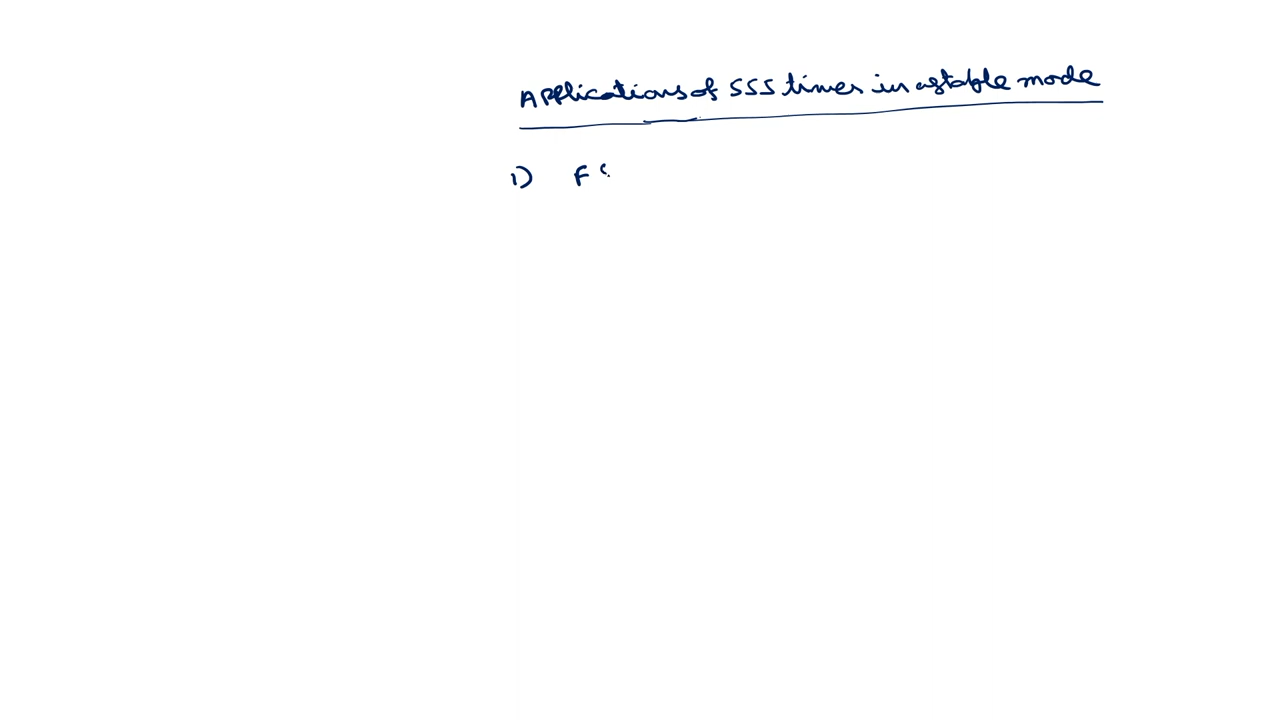 Applications of 555 timer in astable mode
1) F